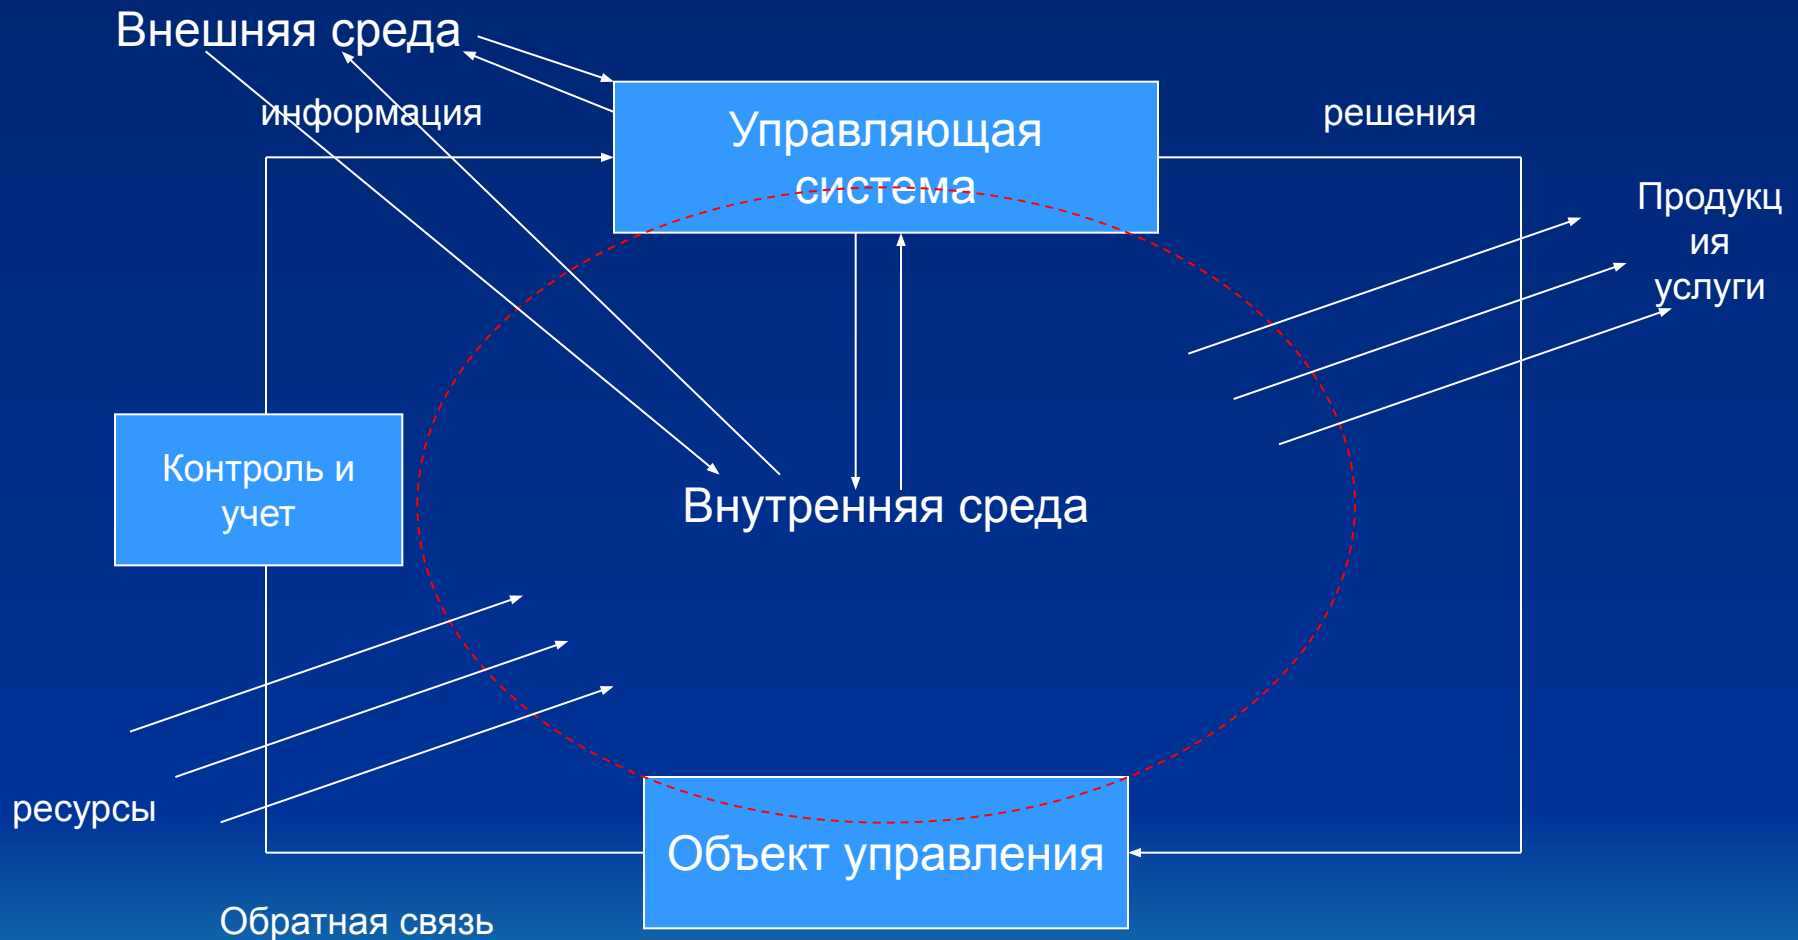 Внешняя среда
информация
Управляющая
система
решения
Продукц
ия
услуги
Контроль и
учет
Внутренняя среда
ресурсы
Объект управления
Обратная связь